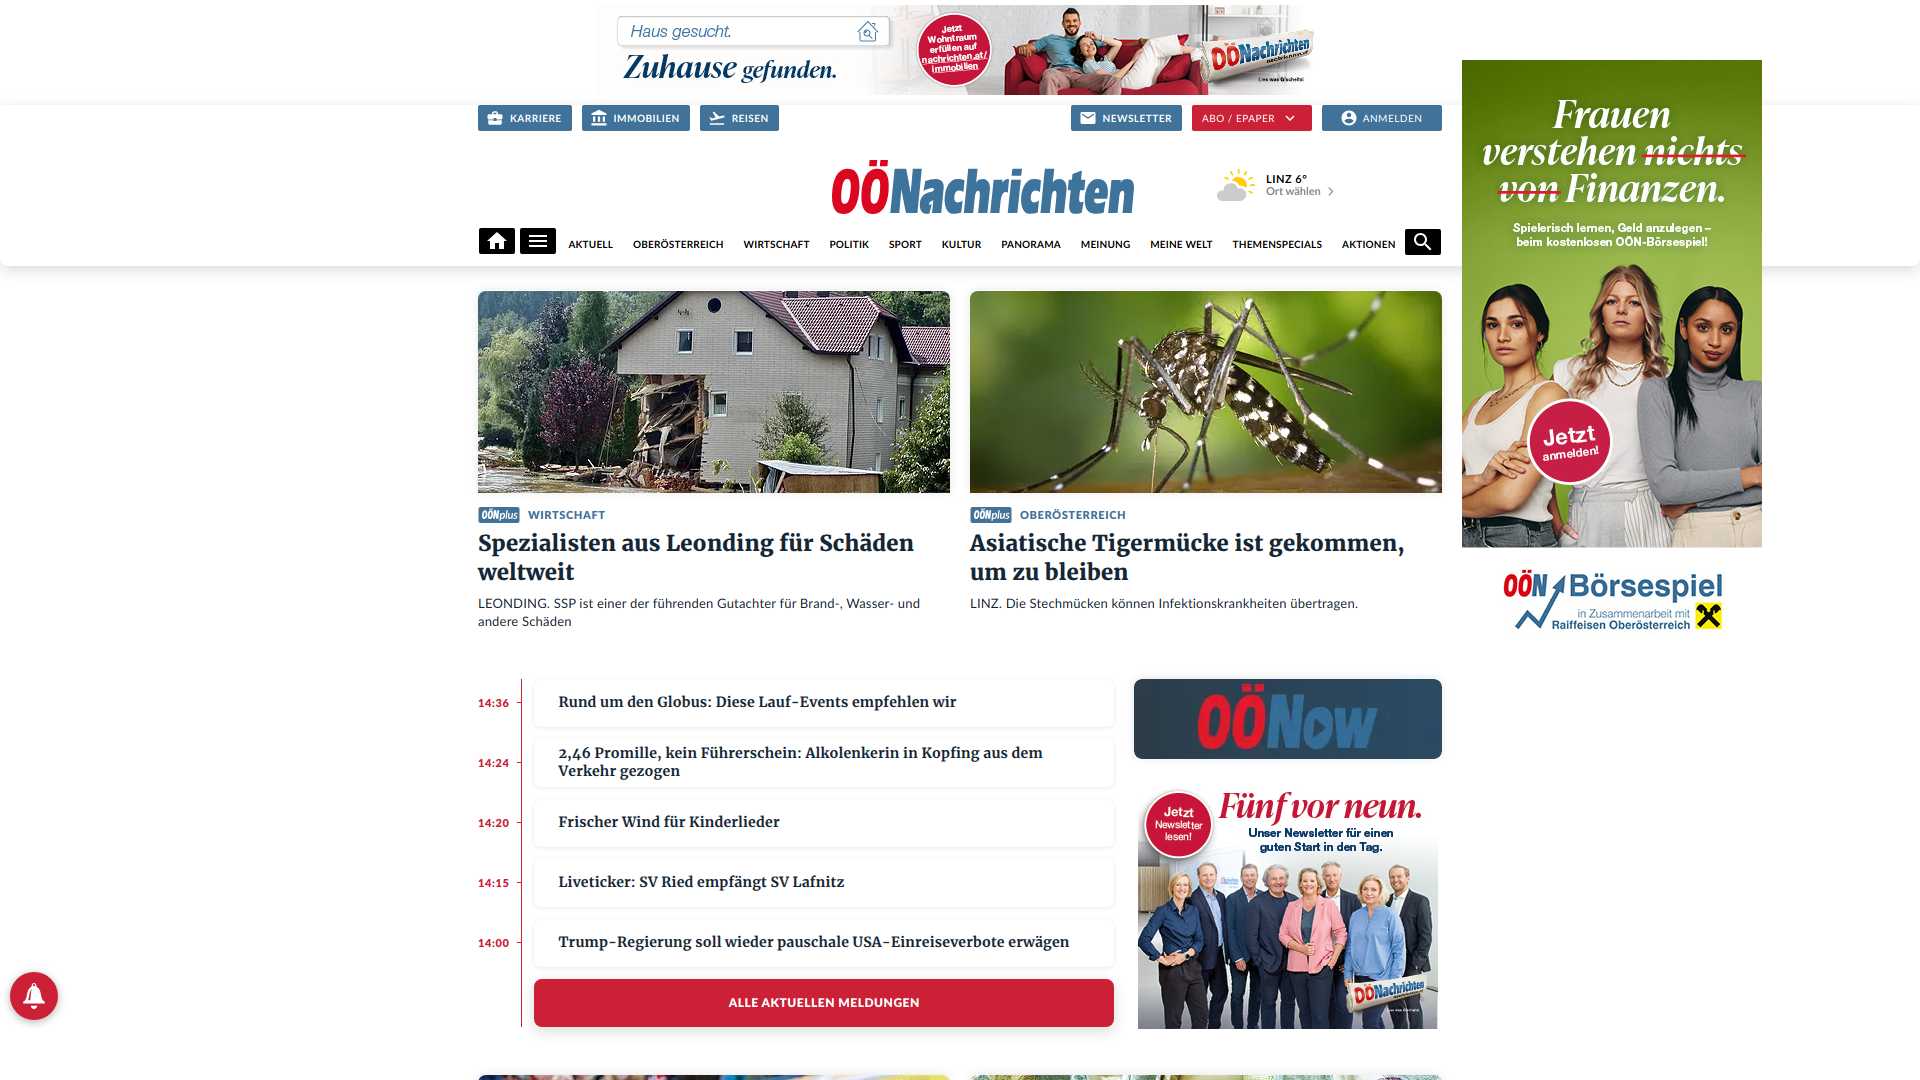 Haus gesucht.
Zuhause gefunden.
Jetzt
Wohntraum
erfüllen auf
nachrichten.at/
immobilien
OÖNachrichten
Lies was G'scheits!
KARRIERE
IMMOBILIEN
REISEN
NEWSLETTER
ABO / EPAPER
ANMELDEN
OÖNachrichten
LINZ 6°
Ort wählen
AKTUELL
OBERÖSTERREICH
WIRTSCHAFT
POLITIK
SPORT
KULTUR
PANORAMA
MEINUNG
MEINE WELT
THEMENSPECIALS
AKTIONEN
Frauen
verstehen nichts
von Finanzen.
Spielerisch lernen, Geld anzulegen –
beim kostenlosen OÖN-Börsespiel!
Jetzt
anmelden!
OÖN Börsespiel
in Zusammenarbeit mit
Raiffeisen Oberösterreich
OÖNplus WIRTSCHAFT
Spezialisten aus Leonding für Schäden
weltweit
LEONDING. SSP ist einer der führenden Gutachter für Brand-, Wasser- und
andere Schäden
OÖNplus OBERÖSTERREICH
Asiatische Tigermücke ist gekommen,
um zu bleiben
LINZ. Die Stechmücken können Infektionskrankheiten übertragen.
14:36 Rund um den Globus: Diese Lauf-Events empfehlen wir
14:24 2,46 Promille, kein Führerschein: Alkolenkerin in Kopfing aus dem
Verkehr gezogen
14:20 Frischer Wind für Kinderlieder
14:15 Liveticker: SV Ried empfängt SV Lafnitz
14:00 Trump-Regierung soll wieder pauschale USA-Einreiseverbote erwägen
ALLE AKTUELLEN MELDUNGEN
OÖNow
Jetzt
Newsletter
lesen!
Fünf vor neun.
Unser Newsletter für einen
guten Start in den Tag.
OÖNachrichten